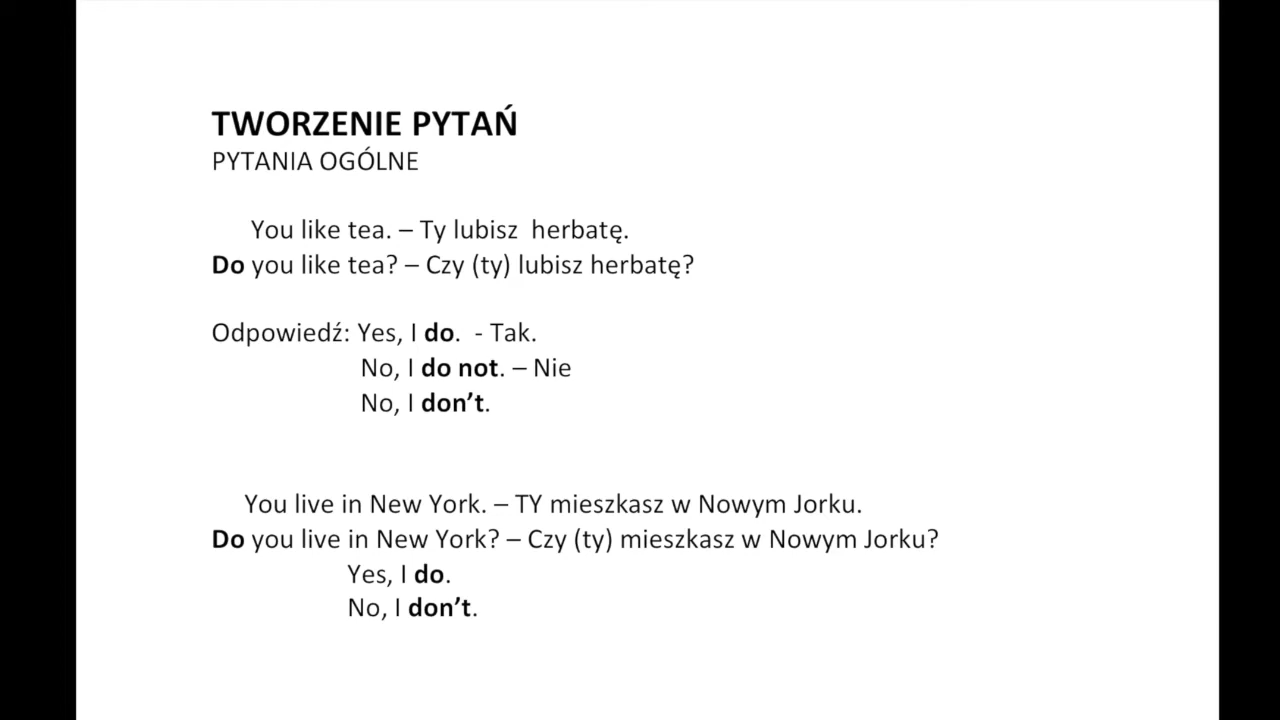 TWORZENIE PYTAŃ
PYTANIA OGÓLNE
You like tea. – Ty lubisz  herbatę.
Do you like tea? – Czy (ty) lubisz herbatę?
Odpowiedź: Yes, I do.  - Tak.
No, I do not. – Nie
No, I don’t.
You live in New York. – TY mieszkasz w Nowym Jorku.
Do you live in New York? – Czy (ty) mieszkasz w Nowym Jorku?
Yes, I do.
No, I don’t.